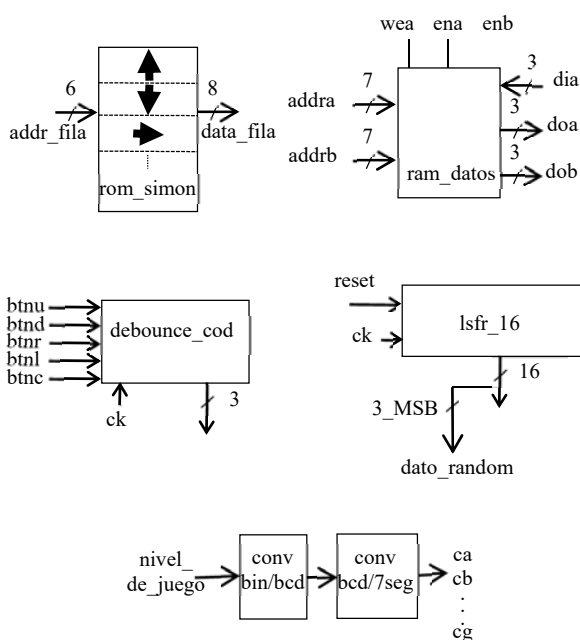 wea ena enb
6
8
addr_fila
data_fila
rom_simon
7
addra
7
addrb
3
dia
3
doa
3
dob
ram_datos
btnu
btnd
btnr
btnl
btnc
debounce_cod
ck
3
reset
ck
lsfr_16
16
3_MSB
dato_random
nivel_
de_juego
conv
bin/bcd
conv
bcd/7seg
ca
cb
.
.
.
cg